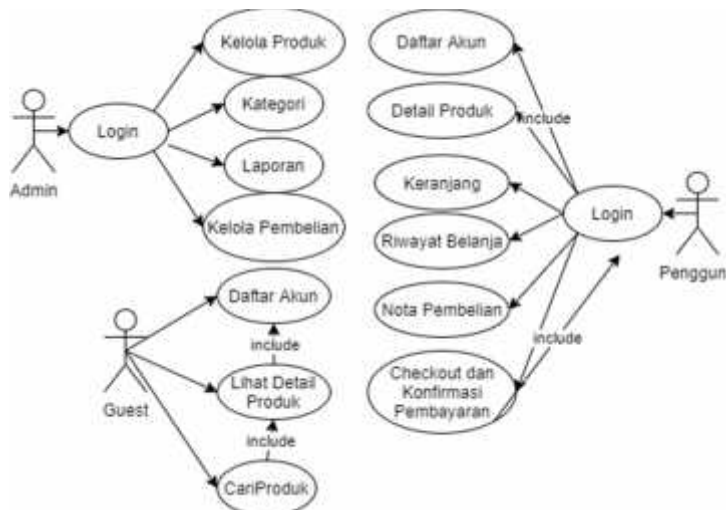 Kelola Produk
Kategori
Login
Laporan
Admin
Kelola Pembelian
Daftar Akun
Detail Produk
include
Keranjang
Login
Riwayat Belanja
Penggun
Nota Pembelian
include
Checkout dan
Konfirmasi
Pembayaran
Daftar Akun
include
Lihat Detail
Produk
Guest
include
CariProduk